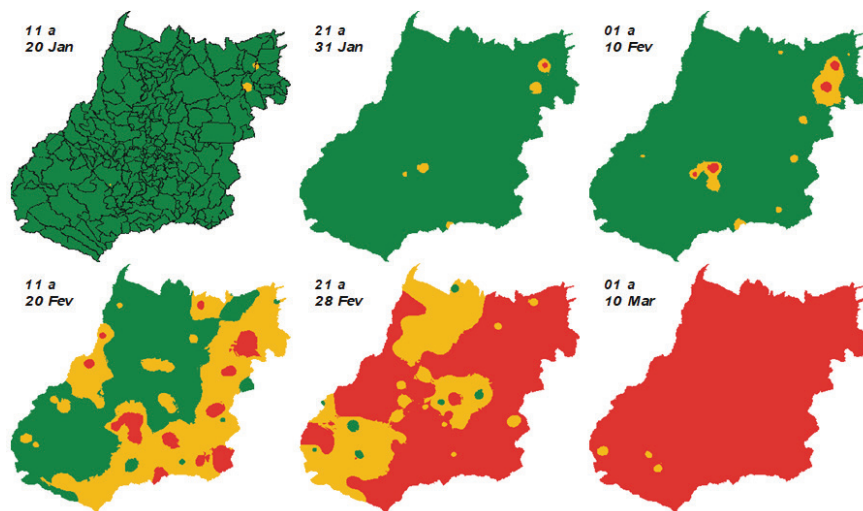 11 a
20 Jan
21 a
31 Jan
01 a
10 Fev
11 a
20 Fev
21 a
28 Fev
01 a
10 Mar